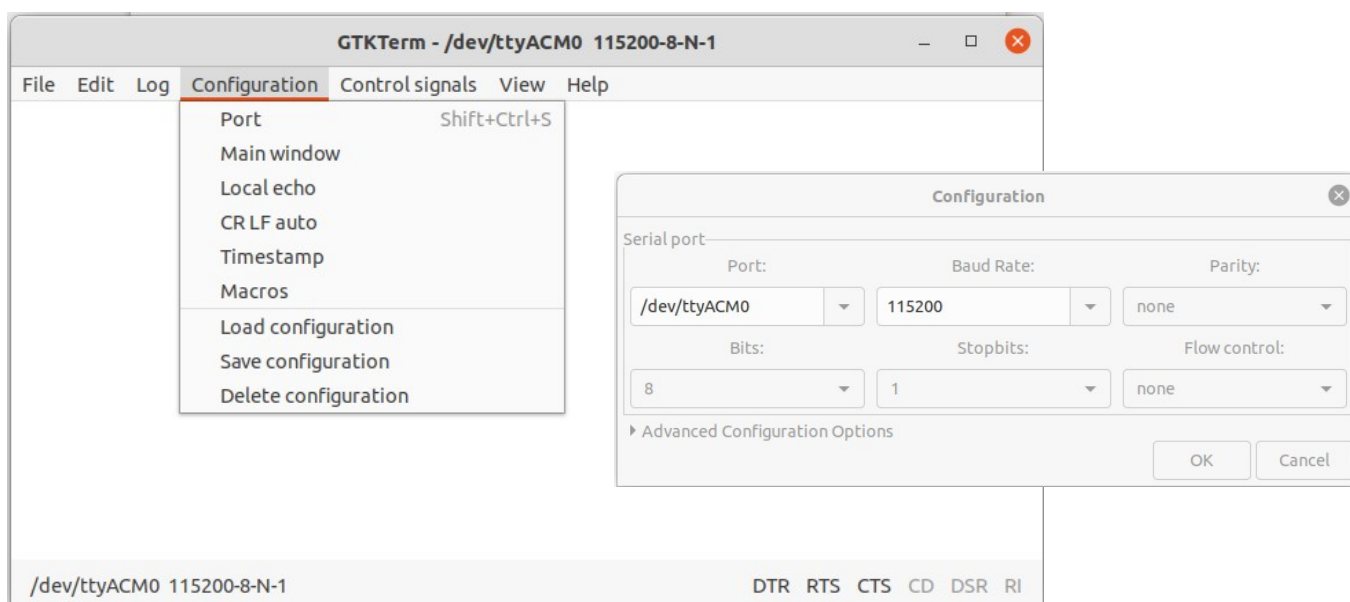 GTKTerm - /dev/ttyACM0 115200-8-N-1
File Edit Log Configuration Control signals View Help
Port Shift+Ctrl+S
Main window
Local echo
CR LF auto
Timestamp
Macros
Load configuration
Save configuration
Delete configuration
Configuration
Serial port
Port: Baud Rate: Parity:
/dev/ttyACM0 115200 none
Bits: Stopbits: Flow control:
8 1 none
Advanced Configuration Options
OK Cancel
/dev/ttyACM0 115200-8-N-1 DTR RTS CTS CD DSR RI